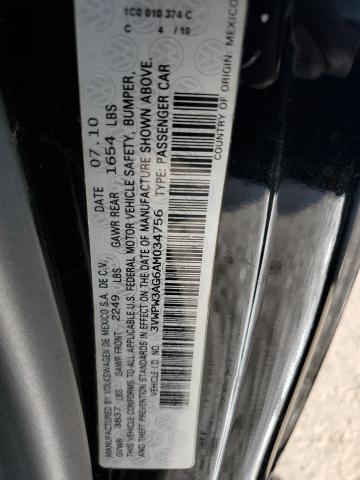 1C0 010 374 C
C 4 /10
MANUFACTURED BY VOLKSWAGEN DE MEXICO S.A. DE C.V. DATE 07.10
GVWR 3837 LBS GAWR FRONT 2249 LBS GAWR REAR 1654 LBS
THIS VEHICLE CONFORMS TO ALL APPLICABLE U.S. FEDERAL MOTOR VEHICLE SAFETY, BUMPER,
AND THEFT PREVENTION STANDARDS IN EFFECT ON THE DATE OF MANUFACTURE SHOWN ABOVE.
VEHICLE I.D.NO.: 3VWPW3AG6AM034756 TYPE: PASSENGER CAR
COUNTRY OF ORIGIN: MEXICO